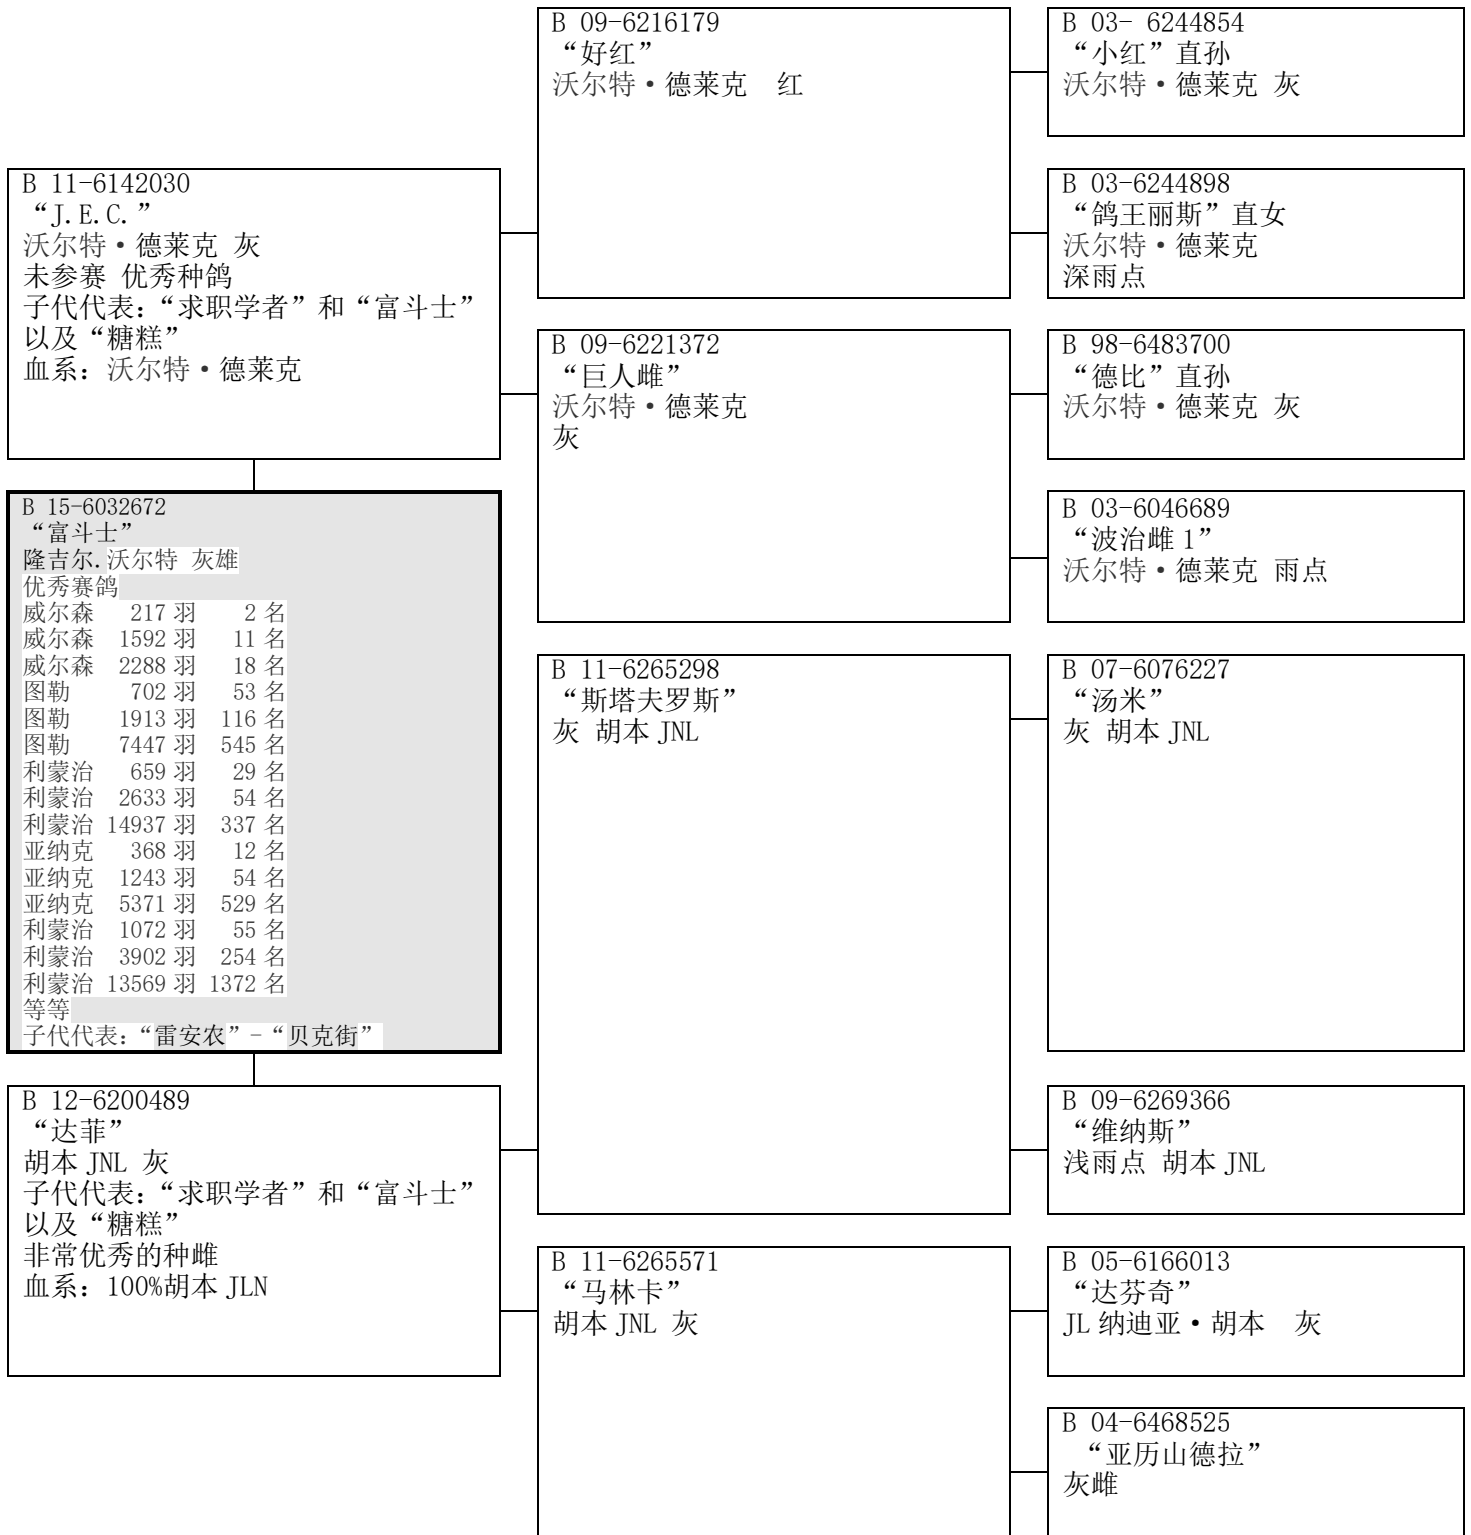 B 11-6142030
“J.E.C.”
沃尔特·德莱克 灰
未参赛 优秀种鸽
子代代表：“求职学者”和“富斗士”
以及“糖糕”
血系：沃尔特·德莱克
B 15-6032672
“富斗士”
隆吉尔.沃尔特 灰雄
优秀赛鸽
威尔森 217 羽 2 名
威尔森 1592 羽 11 名
威尔森 2288 羽 18 名
图勒 702 羽 53 名
图勒 1913 羽 116 名
图勒 7447 羽 545 名
利蒙治 659 羽 29 名
利蒙治 2633 羽 54 名
利蒙治 14937 羽 337 名
亚纳克 368 羽 12 名
亚纳克 1243 羽 54 名
亚纳克 5371 羽 529 名
利蒙治 1072 羽 55 名
利蒙治 3902 羽 254 名
利蒙治 13569 羽 1372 名
等等
子代代表：“雷安农”-“贝克街”
B 12-6200489
“达菲”
胡本 JNL 灰
子代代表：“求职学者”和“富斗士”
以及“糖糕”
非常优秀的种雌
血系：100%胡本 JLN
B 09-6216179
“好红”
沃尔特·德莱克 红
B 09-6221372
“巨人雌”
沃尔特·德莱克
灰
B 11-6265298
“斯塔夫罗斯”
灰 胡本 JNL
B 11-6265571
“马林卡”
胡本 JNL 灰
B 03- 6244854
“小红”直孙
沃尔特·德莱克 灰
B 03-6244898
“鸽王丽斯”直女
沃尔特·德莱克
深雨点
B 98-6483700
“德比”直孙
沃尔特·德莱克 灰
B 03-6046689
“波治雌 1”
沃尔特·德莱克 雨点
B 07-6076227
“汤米”
灰 胡本 JNL
B 09-6269366
“维纳斯”
浅雨点 胡本 JNL
B 05-6166013
“达芬奇”
JL 纳迪亚·胡本 灰
B 04-6468525
“亚历山德拉”
灰雌